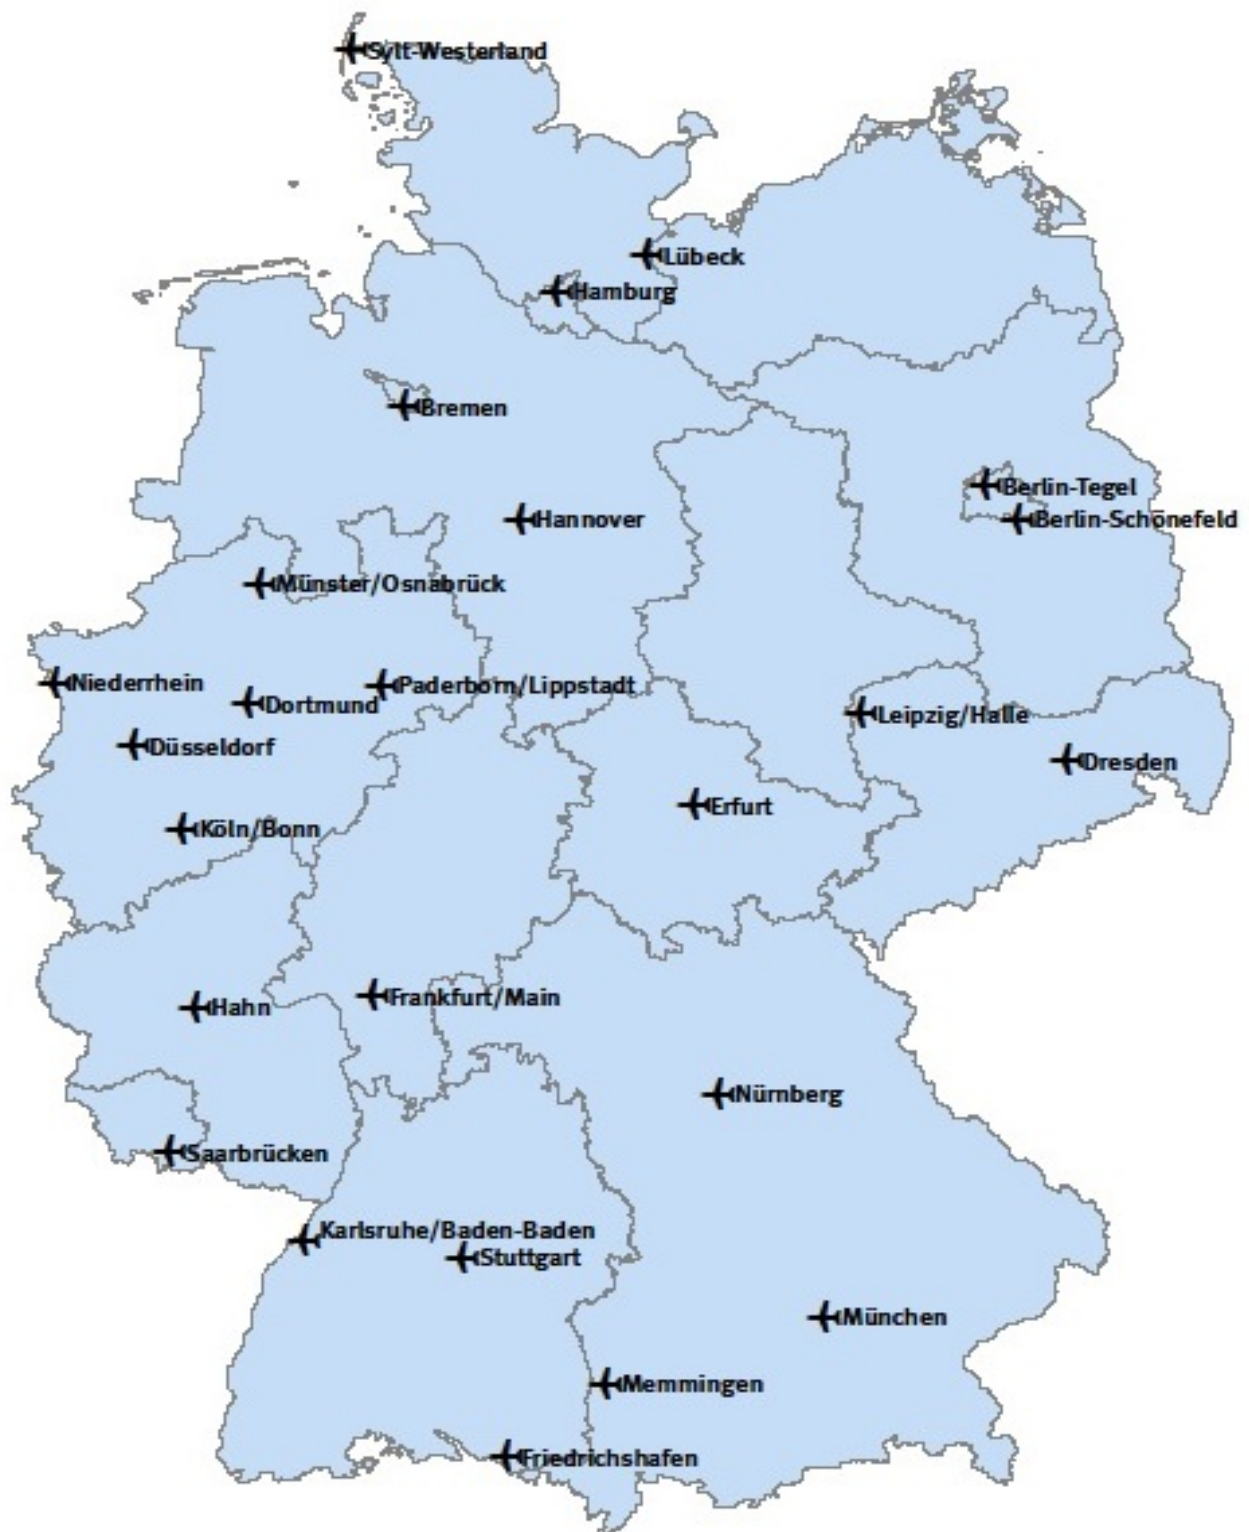 Sylt-Westerland
Lübeck
Hamburg
Bremen
Berlin-Tegel
Berlin-Schönefeld
Hannover
Münster/Osnabrück
Niederrhein
Paderborn/Lippstadt
Dortmund
Leipzig/Halle
Düsseldorf
Dresden
Erfurt
Köln/Bonn
Frankfurt/Main
Hahn
Nürnberg
Saarbrücken
Karlsruhe/Baden-Baden
Stuttgart
München
Memmingen
Friedrichshafen